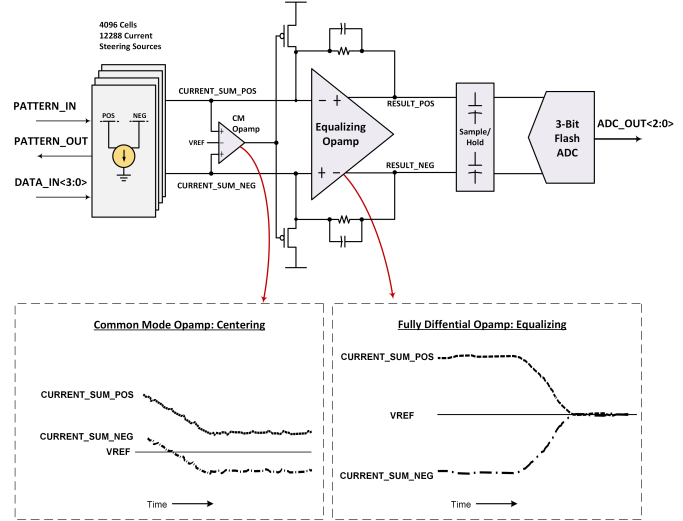 4096 Cells
12288 Current
Steering Sources
PATTERN_IN
PATTERN_OUT
DATA_IN<3:0>
POS NEG
CURRENT_SUM_POS
CM
Opamp
VREF
+
-
+
CURRENT_SUM_NEG
- +
Equalizing
Opamp
+ -
RESULT_POS
RESULT_NEG
Sample/
Hold
3-Bit
Flash
ADC
ADC_OUT<2:0>
Common Mode Opamp: Centering
CURRENT_SUM_POS
CURRENT_SUM_NEG
VREF
Time
Fully Diffential Opamp: Equalizing
CURRENT_SUM_POS
VREF
CURRENT_SUM_NEG
Time